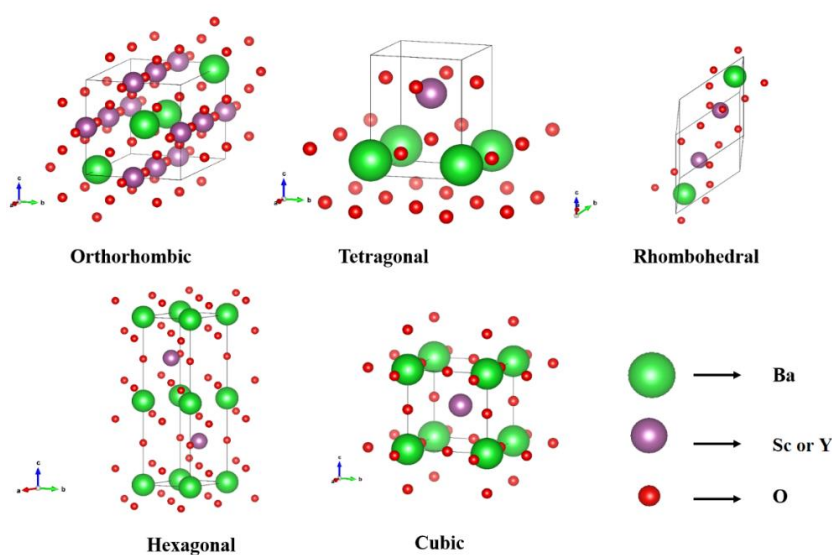 c
a
b
Orthorhombic
c
a
b
Tetragonal
c
b
Rhombohedral
c
a
b
Hexagonal
c
a
b
Cubic
Ba
Sc or Y
O